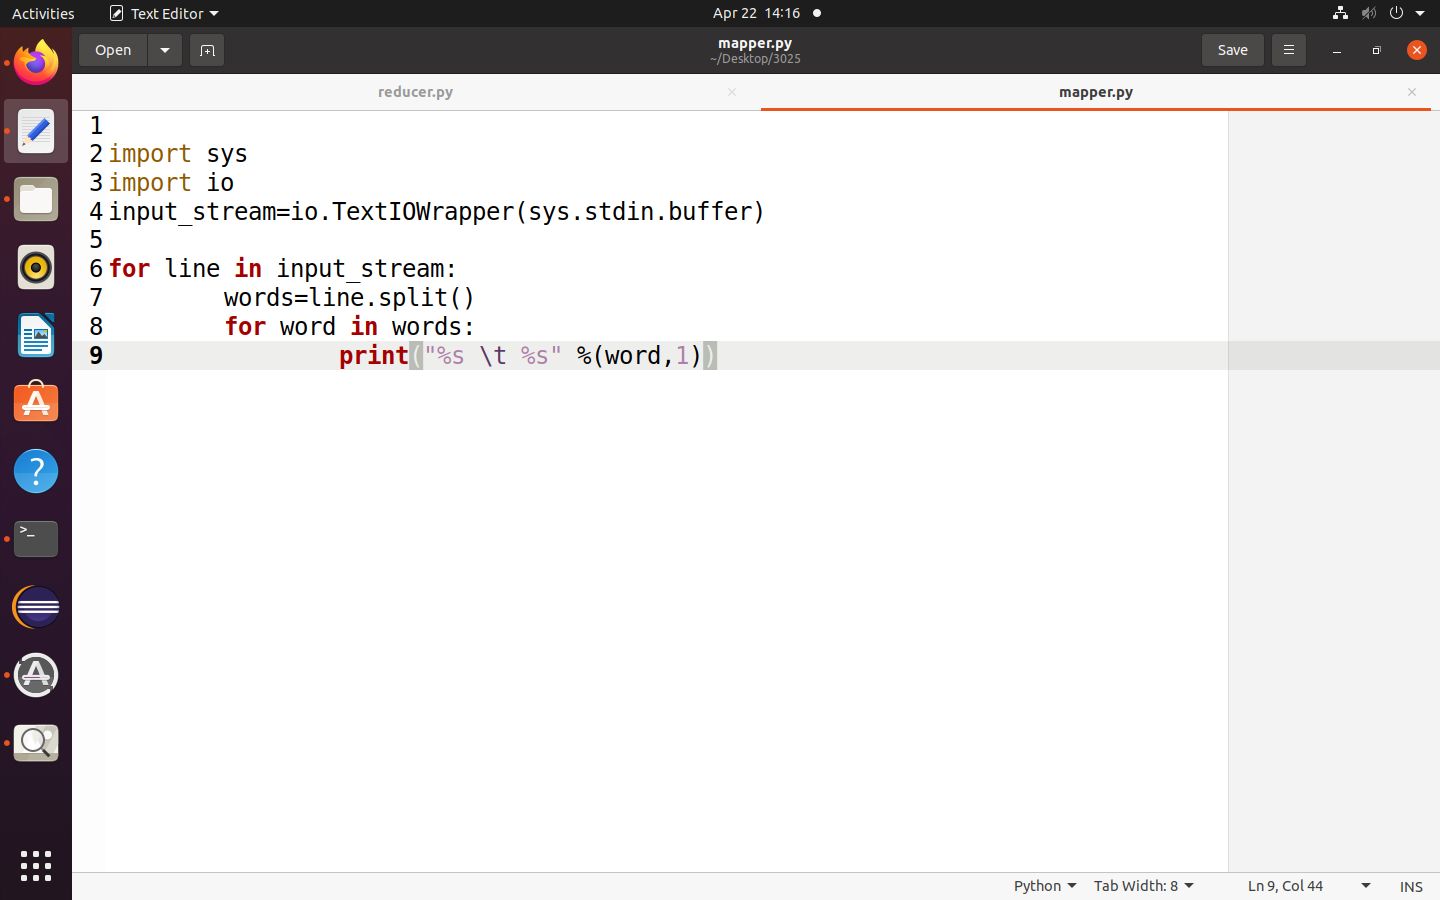 Activities Text Editor Apr 22 14:16
Open mapper.py Save
~/Desktop/3025
reducer.py mapper.py
1
2 import sys
3 import io
4 input_stream=io.TextIOWrapper(sys.stdin.buffer)
5
6 for line in input_stream:
7 words=line.split()
8 for word in words:
9 print("%s \t %s" %(word,1))
Python Tab Width: 8 Ln 9, Col 44 INS